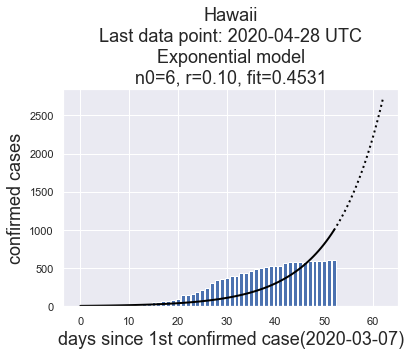 Hawaii
Last data point: 2020-04-28 UTC
Exponential model
n0=6, r=0.10, fit=0.4531
confirmed cases
2500
2000
1500
1000
500
0
0 10 20 30 40 50 60
days since 1st confirmed case(2020-03-07)